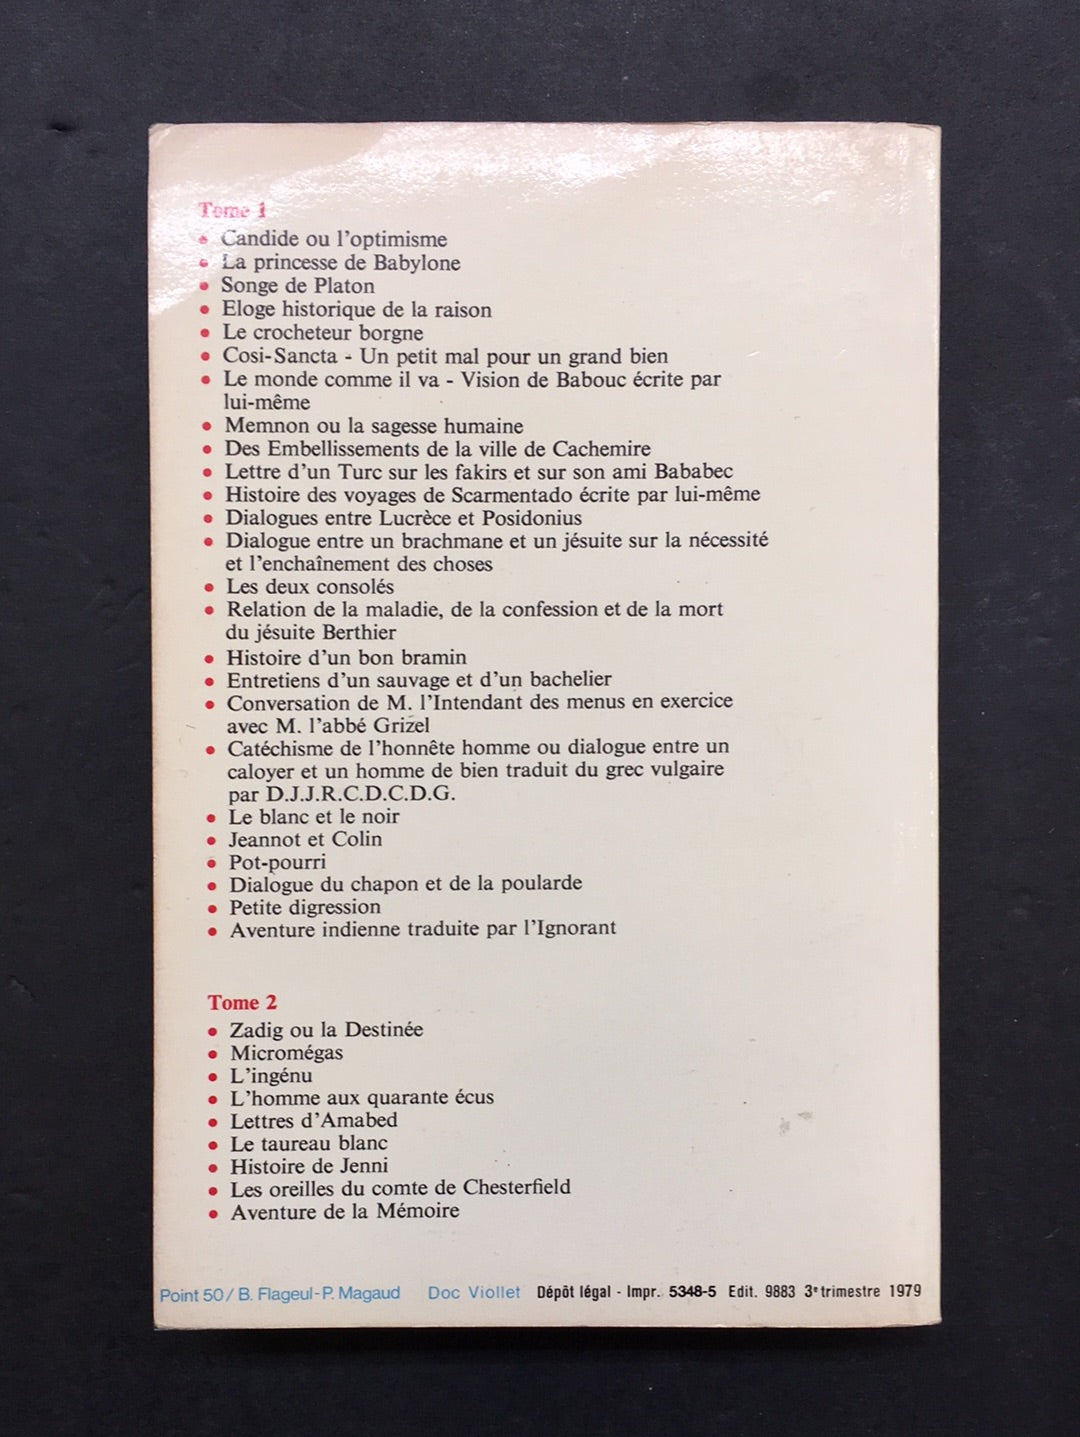 Tome 1
• Candide ou l'optimisme
• La princesse de Babylone
• Songe de Platon
• Eloge historique de la raison
• Le crocheteur borgne
• Cosi-Sancta - Un petit mal pour un grand bien
• Le monde comme il va - Vision de Babouc écrite par
lui-même
• Memnon ou la sagesse humaine
• Des Embellissements de la ville de Cachemire
• Lettre d'un Turc sur les fakirs et sur son ami Bababec
• Histoire des voyages de Scarmentado écrite par lui-même
• Dialogues entre Lucrèce et Posidonius
• Dialogue entre un brachmane et un jésuite sur la nécessité
et l'enchaînement des choses
• Les deux consolés
• Relation de la maladie, de la confession et de la mort
du jésuite Berthier
• Histoire d'un bon bramin
• Entretiens d'un sauvage et d'un bachelier
• Conversation de M. l'Intendant des menus en exercice
avec M. l'abbé Grizel
• Catéchisme de l'honnête homme ou dialogue entre un
caloyer et un homme de bien traduit du grec vulgaire
par D.J.J.R.C.D.C.D.G.
• Le blanc et le noir
• Jeannot et Colin
• Pot-pourri
• Dialogue du chapon et de la poularde
• Petite digression
• Aventure indienne traduite par l'Ignorant
Tome 2
• Zadig ou la Destinée
• Micromégas
• L'ingénu
• L'homme aux quarante écus
• Lettres d'Amabed
• Le taureau blanc
• Histoire de Jenni
• Les oreilles du comte de Chesterfield
• Aventure de la Mémoire
Point 50 / B. Flageul-P. Magaud Doc Viollet Dépôt légal - Impr. 5348-5 Edit. 9883 3e trimestre 1979